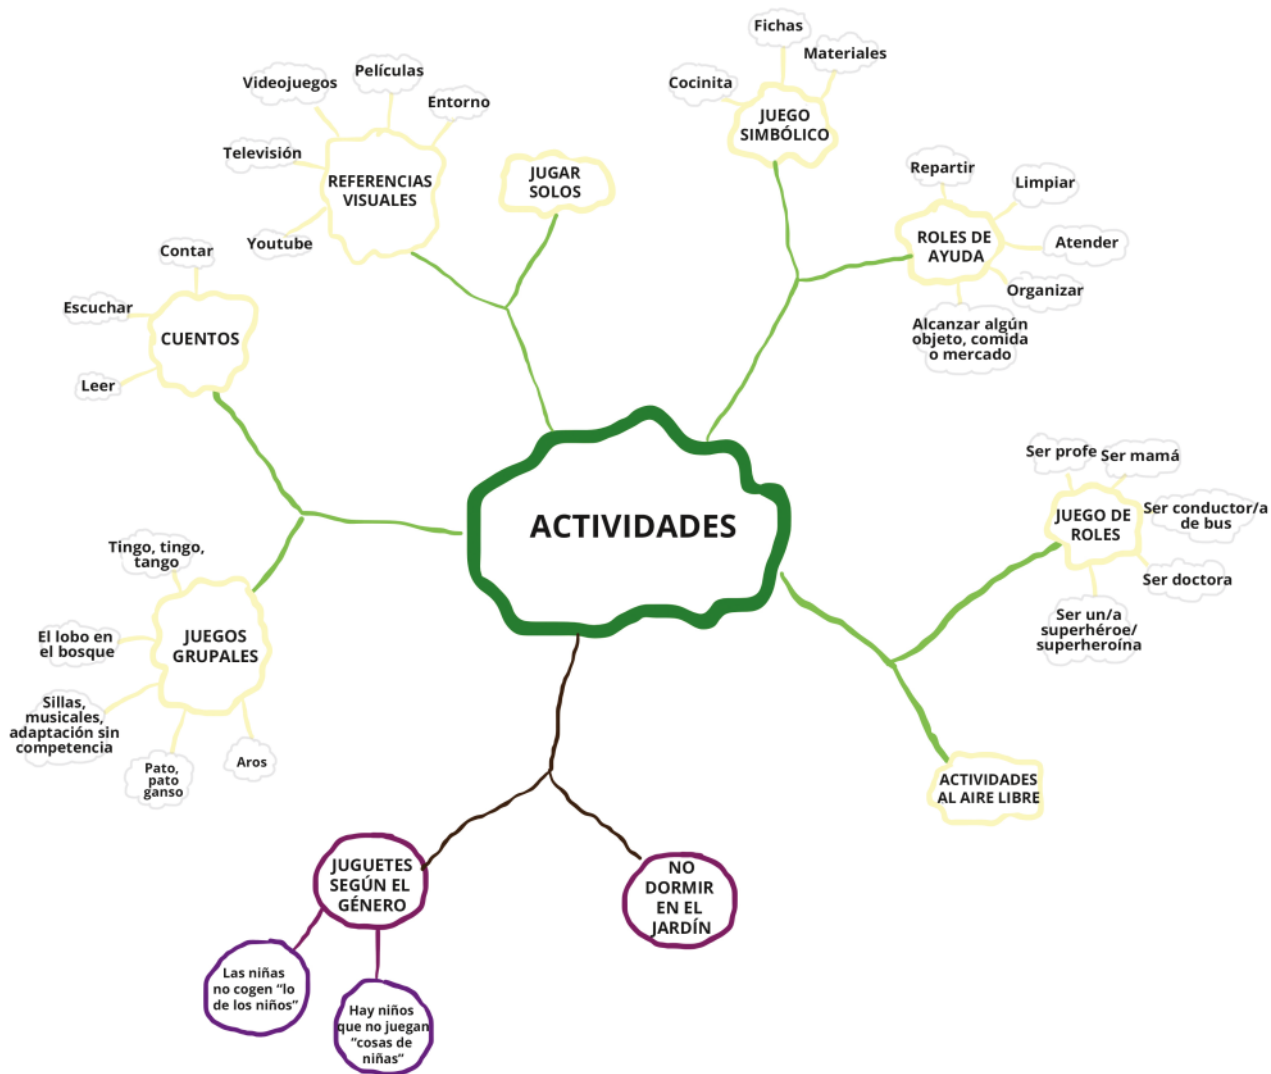 Fichas
Materiales
Cocinita
JUEGO
SIMBÓLICO
Películas
Videojuegos
Entorno
Televisión
REFERENCIAS
VISUALES
Youtube
JUGAR
SOLOS
Repartir
Limpiar
ROLES DE
AYUDA
Atender
Organizar
Alcanzar algún
objeto, comida
o mercado
Contar
Escuchar
CUENTOS
Leer
ACTIVIDADES
Ser profe
Ser mamá
JUEGO DE
ROLES
Ser conductor/a
de bus
Ser doctora
Ser un/a
superhéroe/
superheroína
Tingo, tingo,
tango
JUEGOS
GRUPALES
El lobo en
el bosque
Sillas,
musicales,
adaptación sin
competencia
Pato,
pato
ganso
Aros
ACTIVIDADES
AL AIRE LIBRE
JUGUETES
SEGÚN EL
GÉNERO
NO
DORMIR
EN EL
JARDÍN
Las niñas
no cogen “lo
de los niños”
Hay niños
que no juegan
“cosas de
niñas”